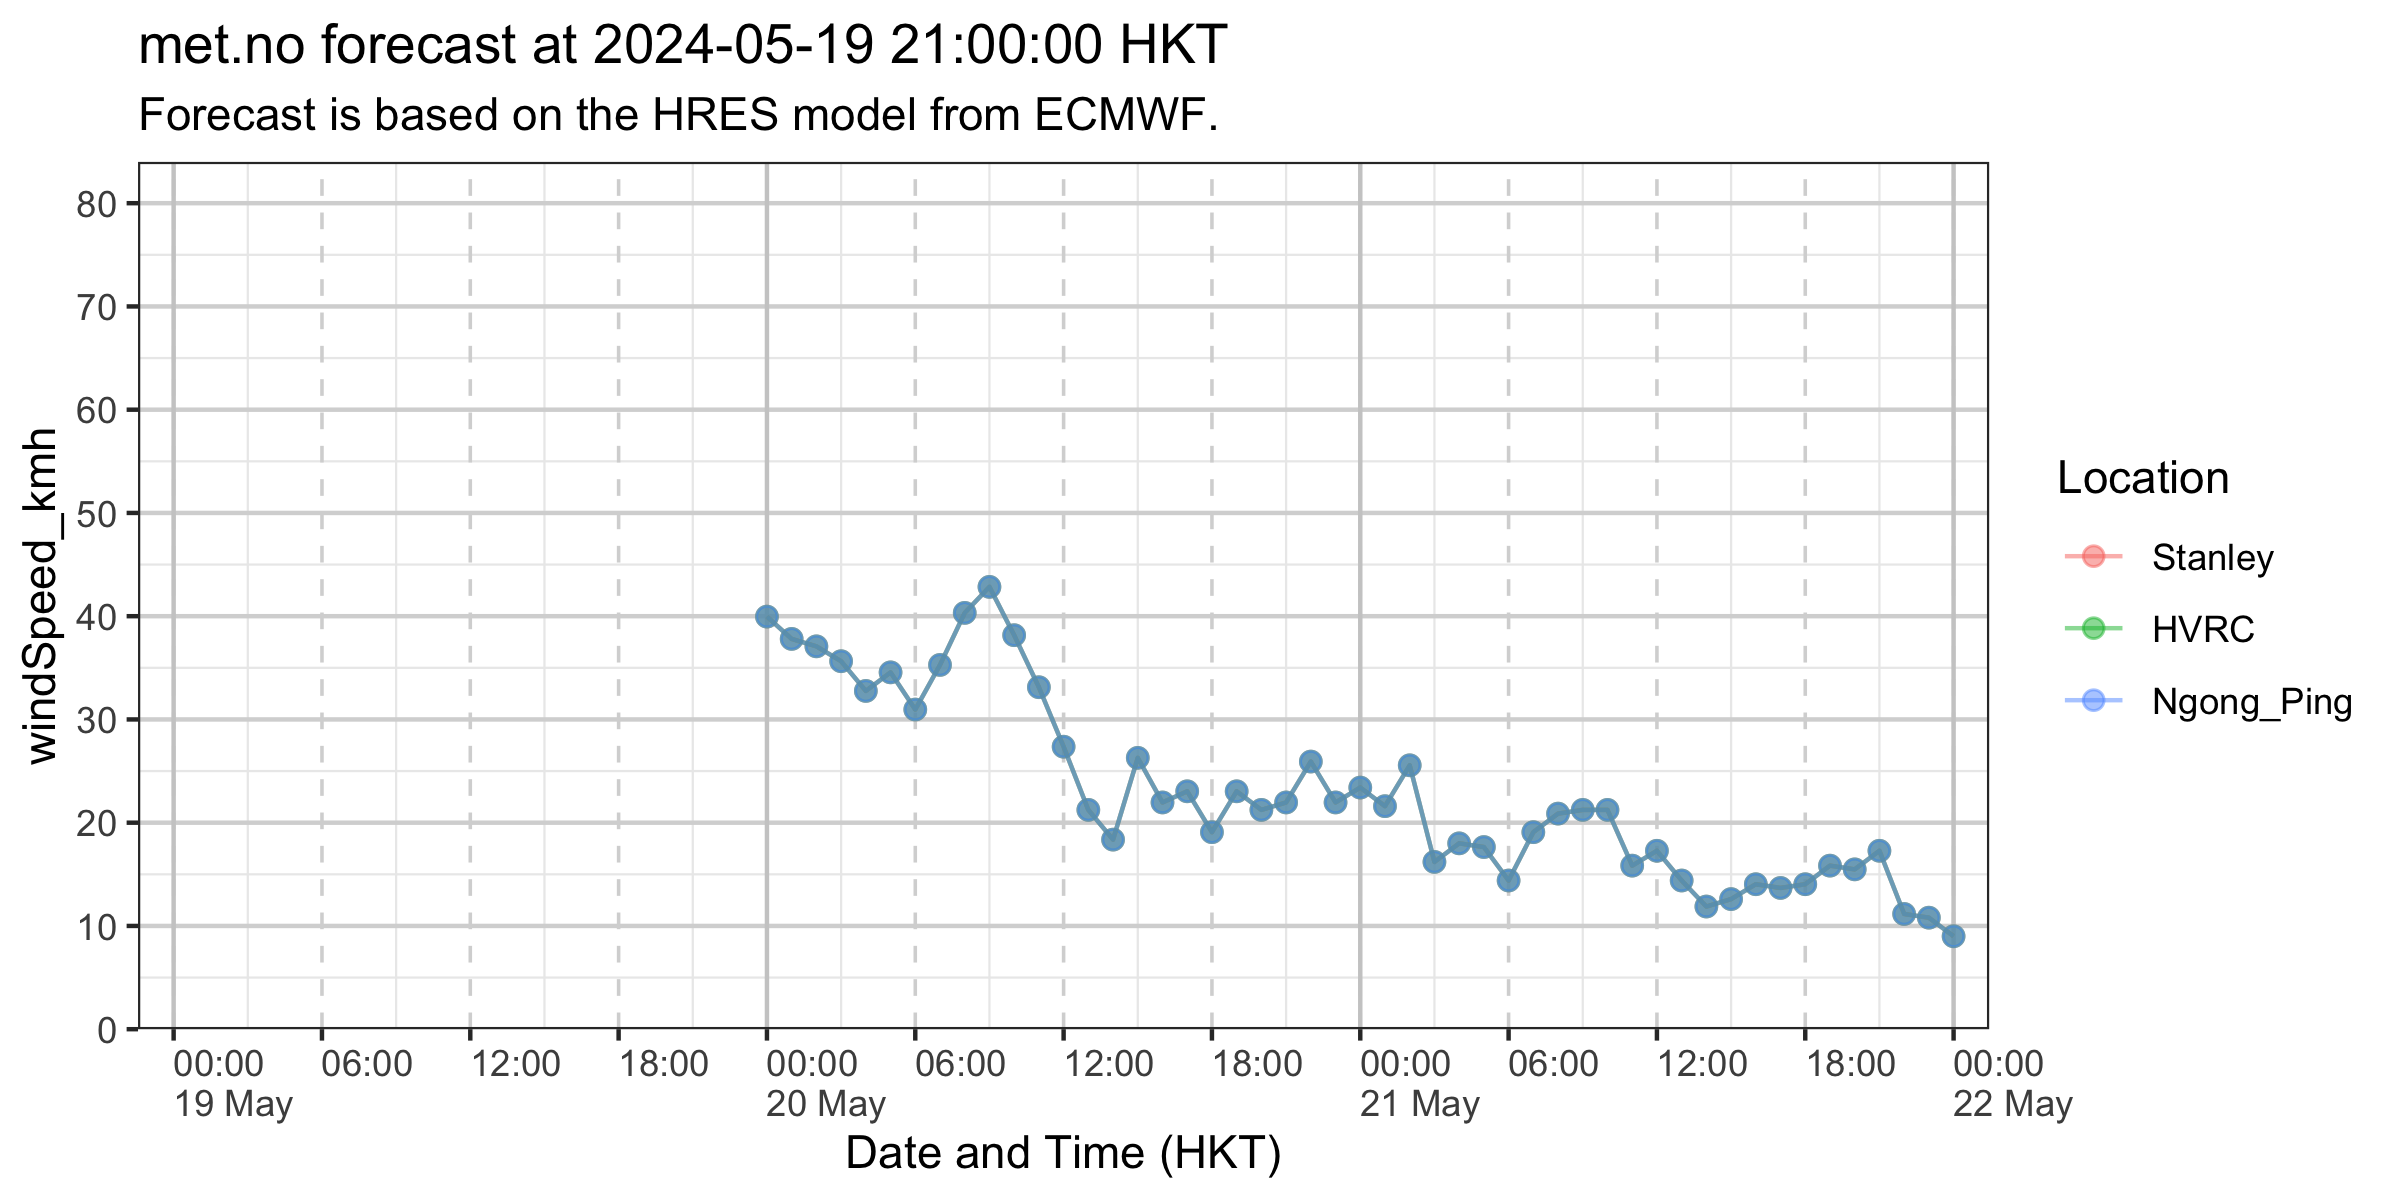 met.no forecast at 2024-05-19 21:00:00 HKT
Forecast is based on the HRES model from ECMWF.
windSpeed_kmh
80
70
60
50
40
30
20
10
0
00:00 06:00 12:00 18:00 00:00 06:00 12:00 18:00 00:00 06:00 12:00 18:00 00:00
19 May 20 May 21 May 22 May
Date and Time (HKT)
Location
Stanley
HVRC
Ngong_Ping